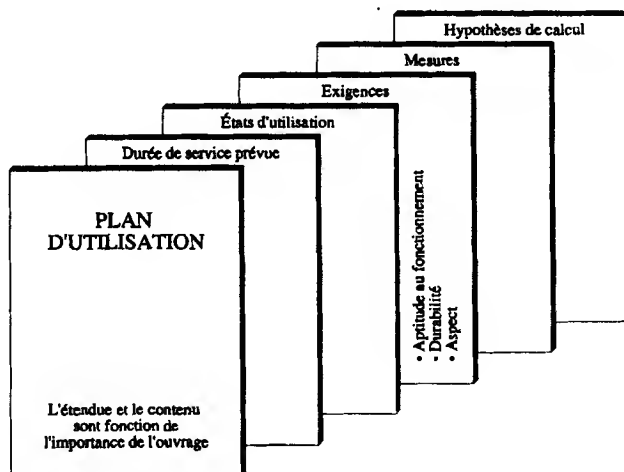 Hypothèses de calcul
Mesures
Exigences
États d'utilisation
Durée de service prévue
PLAN
D'UTILISATION
• Aptitude au fonctionnement
• Durabilité
• Aspect
L'étendue et le contenu
sont fonction de
l'importance de l'ouvrage